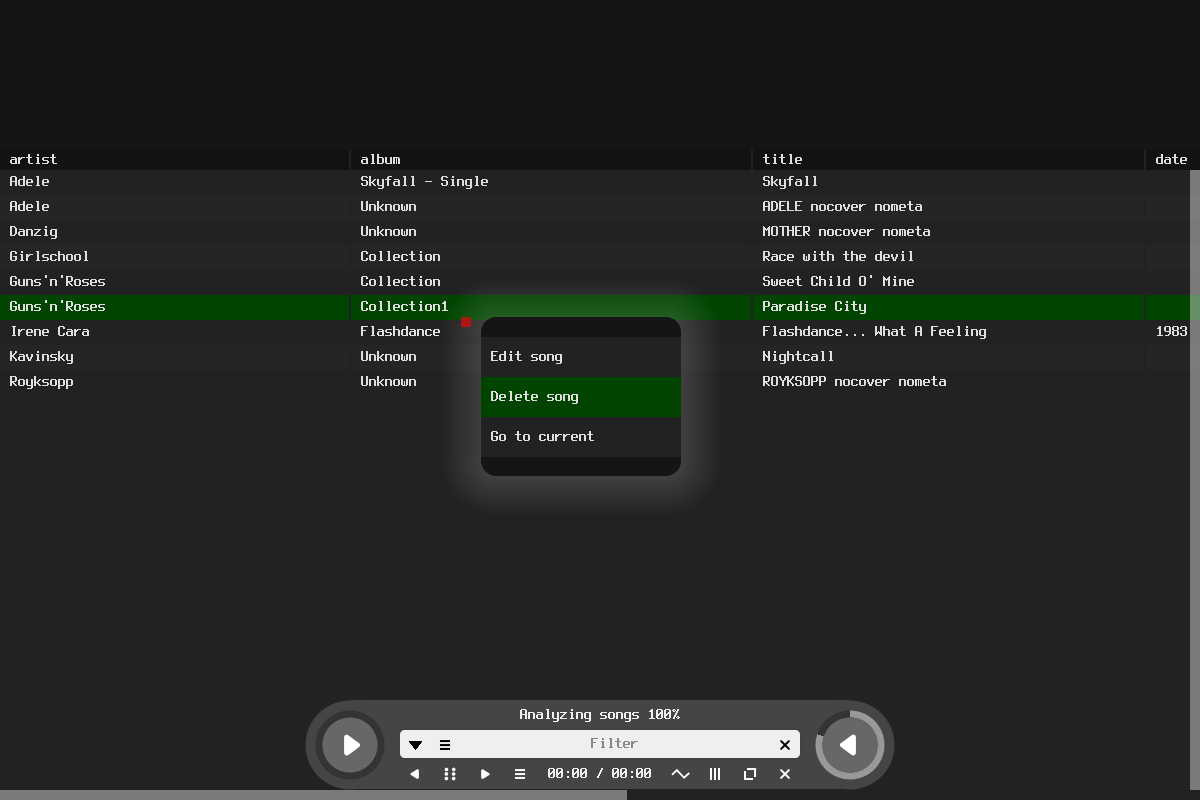 artist album title date
Adele Skyfall - Single Skyfall
Adele Unknown ADELE nocover nometa
Danzig Unknown MOTHER nocover nometa
Girlschool Collection Race with the devil
Guns'n'Roses Collection Sweet Child O' Mine
Guns'n'Roses Collection1 Paradise City
Irene Cara Flashdance Flashdance... What A Feeling 1983
Kavinsky Unknown Nightcall
Royksopp Unknown ROYKSOPP nocover nometa
Edit song
Delete song
Go to current
Analyzing songs 100%
Filter
00:00 / 00:00